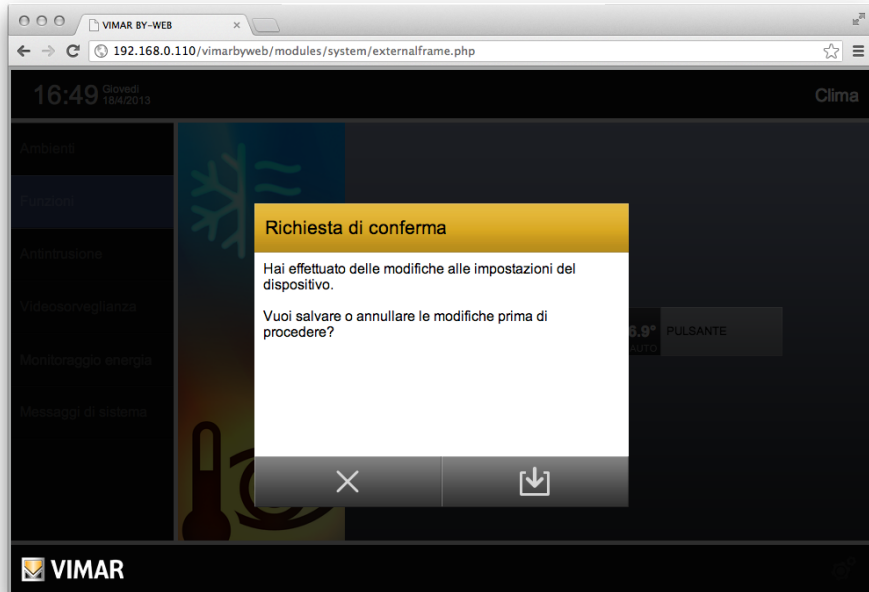 VIMAR BY-WEB
192.168.0.110/vimarbyweb/modules/system/externalframe.php
16:49 Giovedì
18/4/2013
Clima
Ambienti
Funzioni
Antintrusione
Videosorveglianza
Monitoraggio energia
Messaggi di sistema
Richiesta di conferma
Hai effettuato delle modifiche alle impostazioni del
dispositivo.
Vuoi salvare o annullare le modifiche prima di
procedere?
6.9°
AUTO
PULSANTE
VIMAR